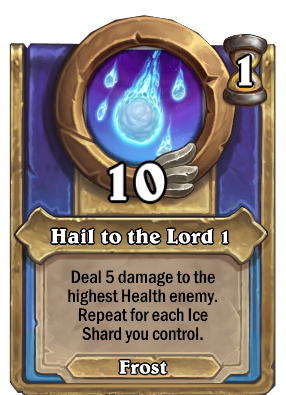 1
10
Hail to the Lord 1
Deal 5 damage to the
highest Health enemy.
Repeat for each Ice
Shard you control.
Frost